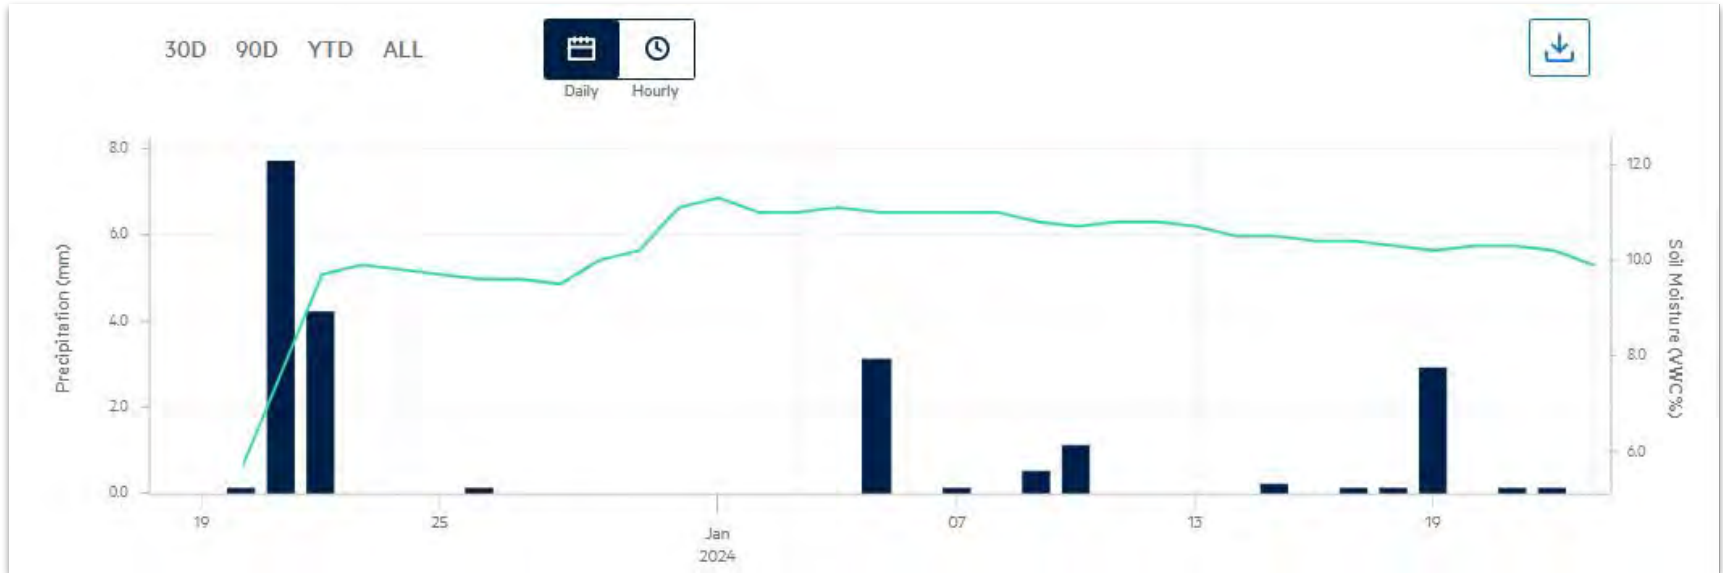 30D 90D YTD ALL
Daily Hourly
8.0
6.0
4.0
2.0
0.0
Precipitation (mm)
12.0
10.0
8.0
6.0
Soil Moisture (VWC%)
19 25 Jan 07 13 19
2024